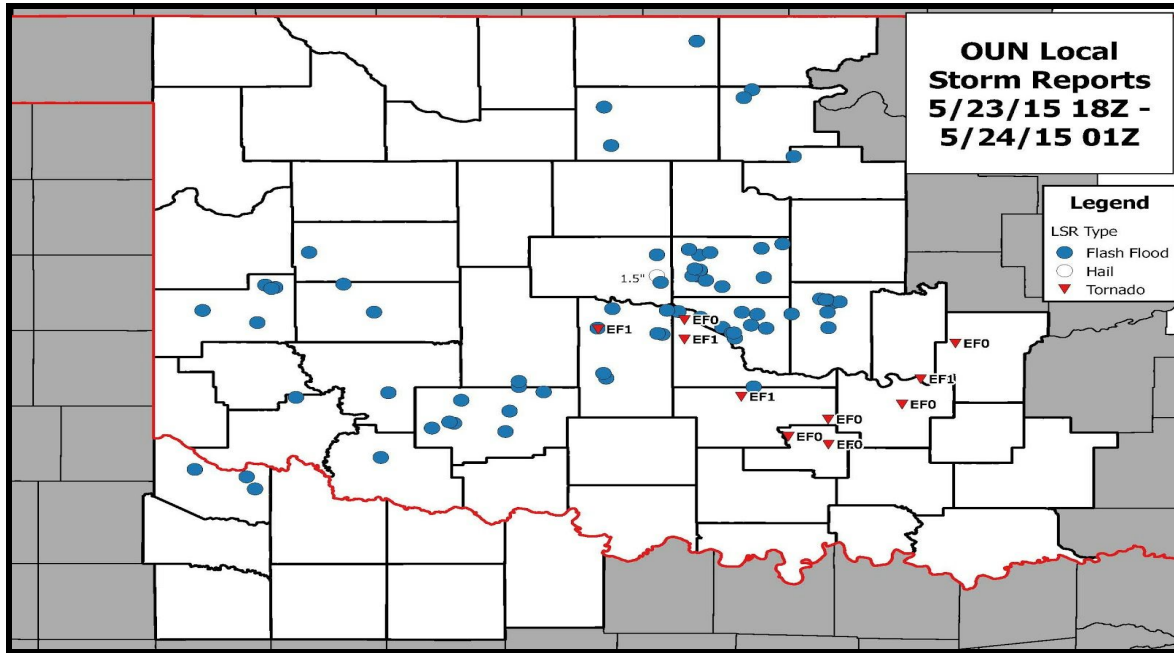 OUN Local
Storm Reports
5/23/15 18Z -
5/24/15 01Z
Legend
LSR Type
Flash Flood
Hail
Tornado
1.5"
EF0
EF1
EF1
EF0
EF1
EF1
EF0
EF0
EF0
EF0